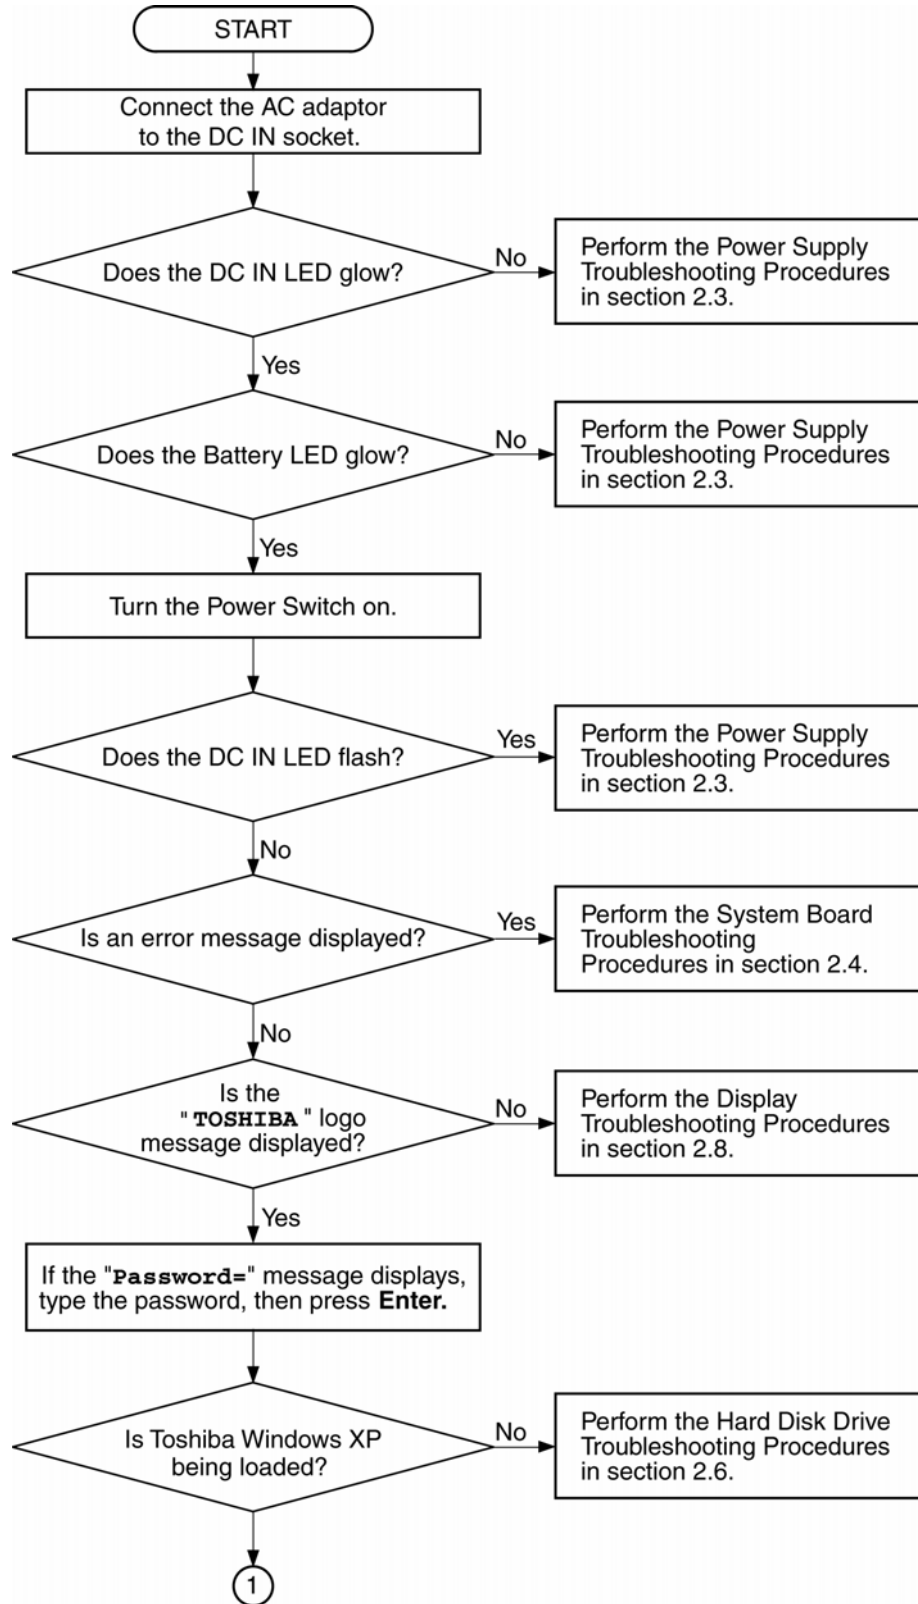 START
Connect the AC adaptor
to the DC IN socket.
Does the DC IN LED glow?
No
Perform the Power Supply
Troubleshooting Procedures
in section 2.3.
Yes
Does the Battery LED glow?
No
Perform the Power Supply
Troubleshooting Procedures
in section 2.3.
Yes
Turn the Power Switch on.
Does the DC IN LED flash?
Yes
Perform the Power Supply
Troubleshooting Procedures
in section 2.3.
No
Is an error message displayed?
Yes
Perform the System Board
Troubleshooting
Procedures in section 2.4.
No
Is the
"TOSHIBA" logo
message displayed?
No
Perform the Display
Troubleshooting Procedures
in section 2.8.
Yes
If the "Password=" message displays,
type the password, then press Enter.
Is Toshiba Windows XP
being loaded?
No
Perform the Hard Disk Drive
Troubleshooting Procedures
in section 2.6.
1